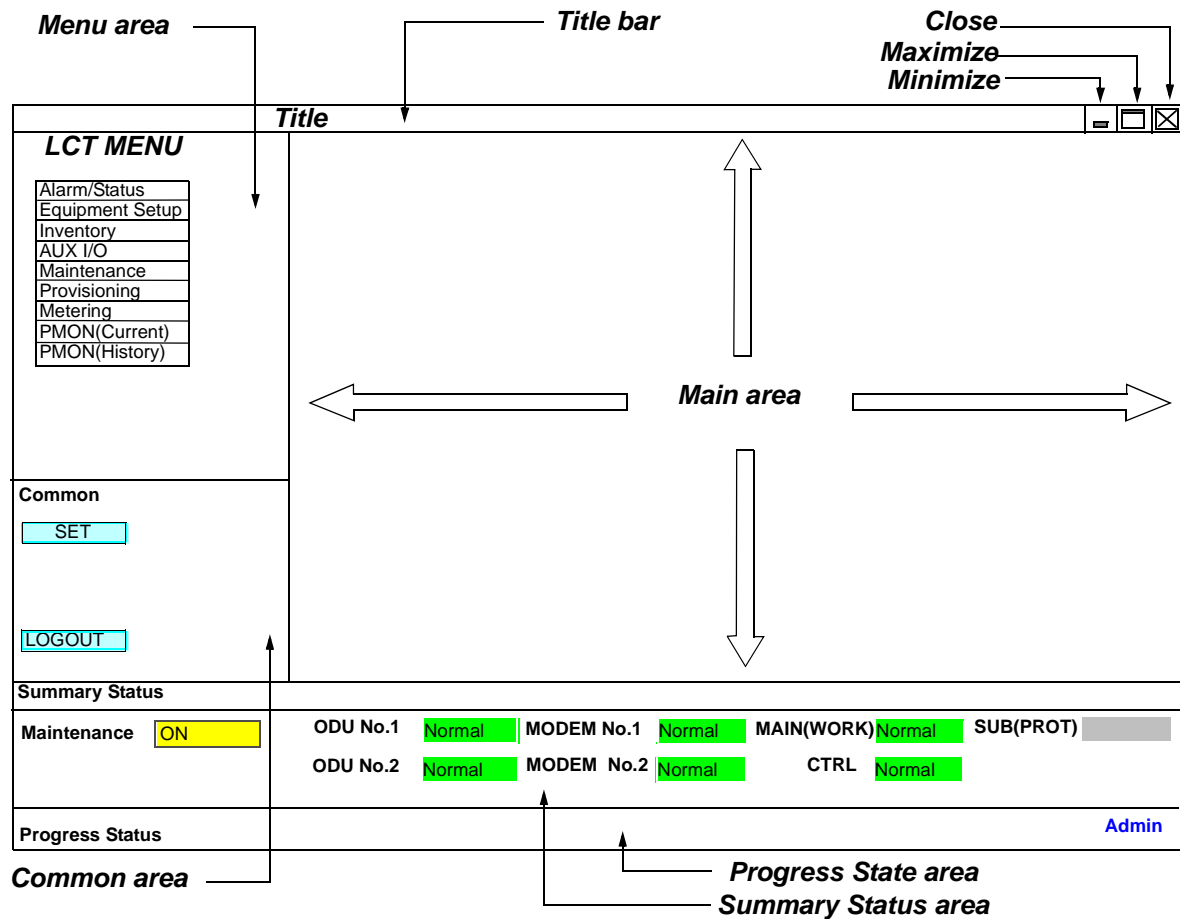 Menu area
Title bar
Close
Maximize
Minimize
Title
LCT MENU
Alarm/Status
Equipment Setup
Inventory
AUX I/O
Maintenance
Provisioning
Metering
PMON(Current)
PMON(History)
Main area
Common
SET
LOGOUT
Summary Status
Maintenance ON ODU No.1 Normal MODEM No.1 Normal MAIN(WORK) Normal SUB(PROT)
ODU No.2 Normal MODEM No.2 Normal CTRL Normal
Progress Status Admin
Common area
Progress State area
Summary Status area